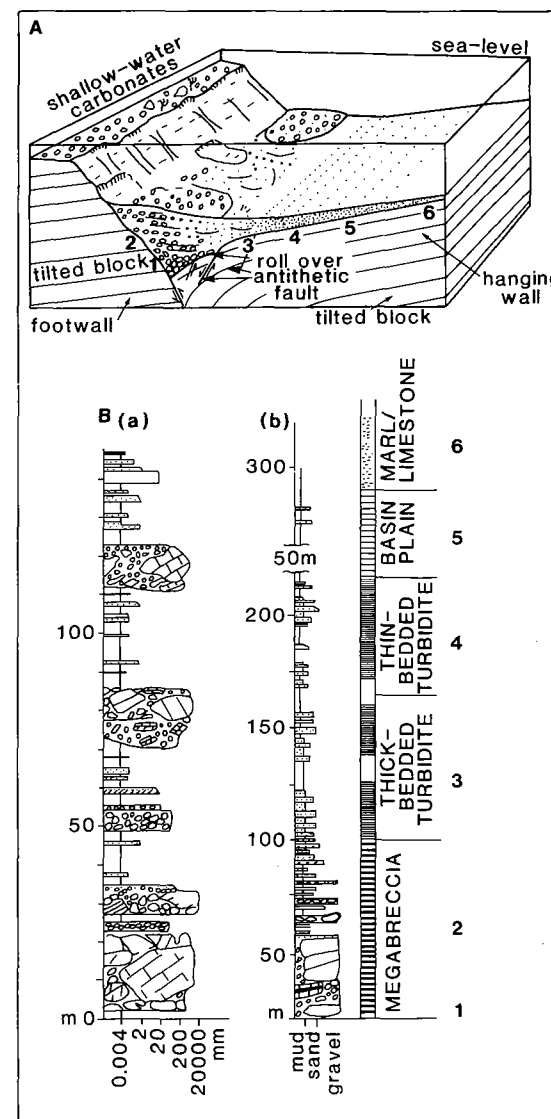 A
sea-level
shallow-water
carbonates
1
2
3
4
5
6
tilted block
roll over
antithetic
fault
hanging
wall
footwall
tilted block
B (a)
(b)
100
50
m 0
0.004
2
20
200
20000
mm
300
50m
200
150
100
50
m
mud
sand
gravel
MARL/
LIMESTONE
6
BASIN
PLAIN
5
THIN-
BEDDED
TURBIDITE
4
THICK-
BEDDED
TURBIDITE
3
MEGABRECCIA
2
1